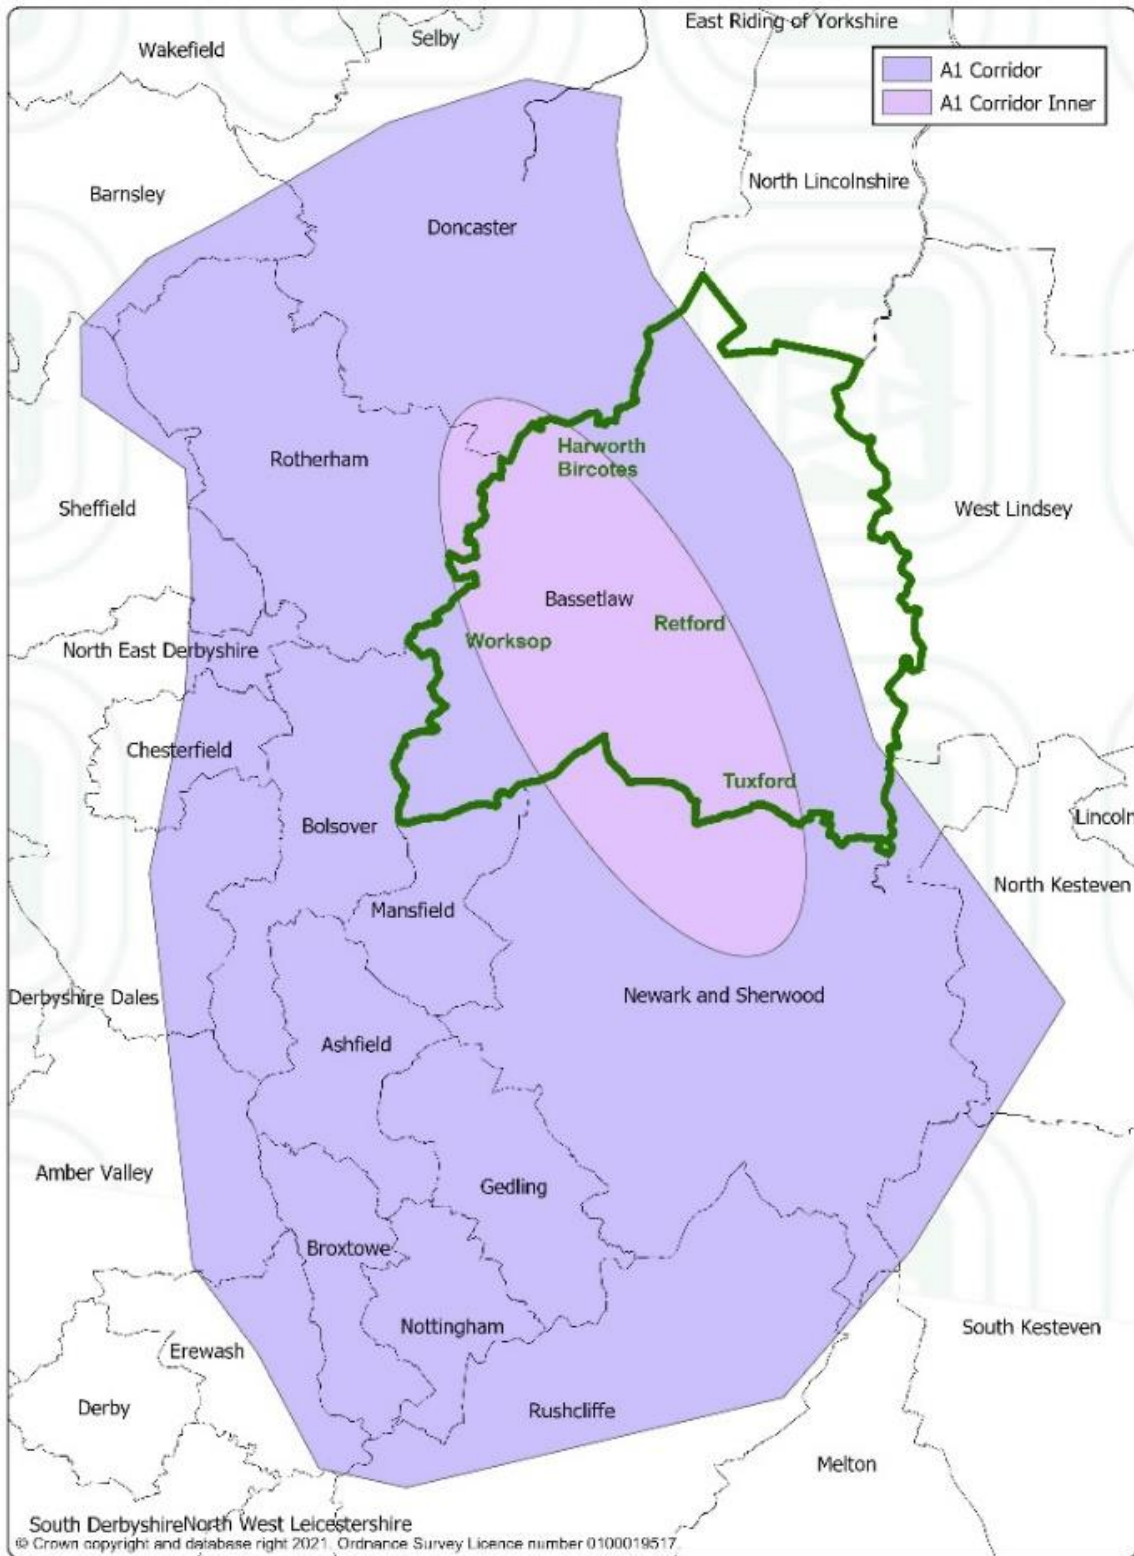 East Riding of Yorkshire
Selby
Wakefield
A1 Corridor
A1 Corridor Inner
Barnsley
North Lincolnshire
Doncaster
Harworth
Bircotes
Rotherham
Sheffield
West Lindsey
Bassetlaw
Retford
Worksop
North East Derbyshire
Chesterfield
Tuxford
Bolsover
Lincoln
North Kesteven
Mansfield
Derbyshire Dales
Newark and Sherwood
Ashfield
Amber Valley
Gedling
Broxtowe
Nottingham
South Kesteven
Erewash
Derby
Rushcliffe
Melton
South Derbyshire
North West Leicestershire
© Crown copyright and database right 2021. Ordnance Survey Licence number 0100019517.